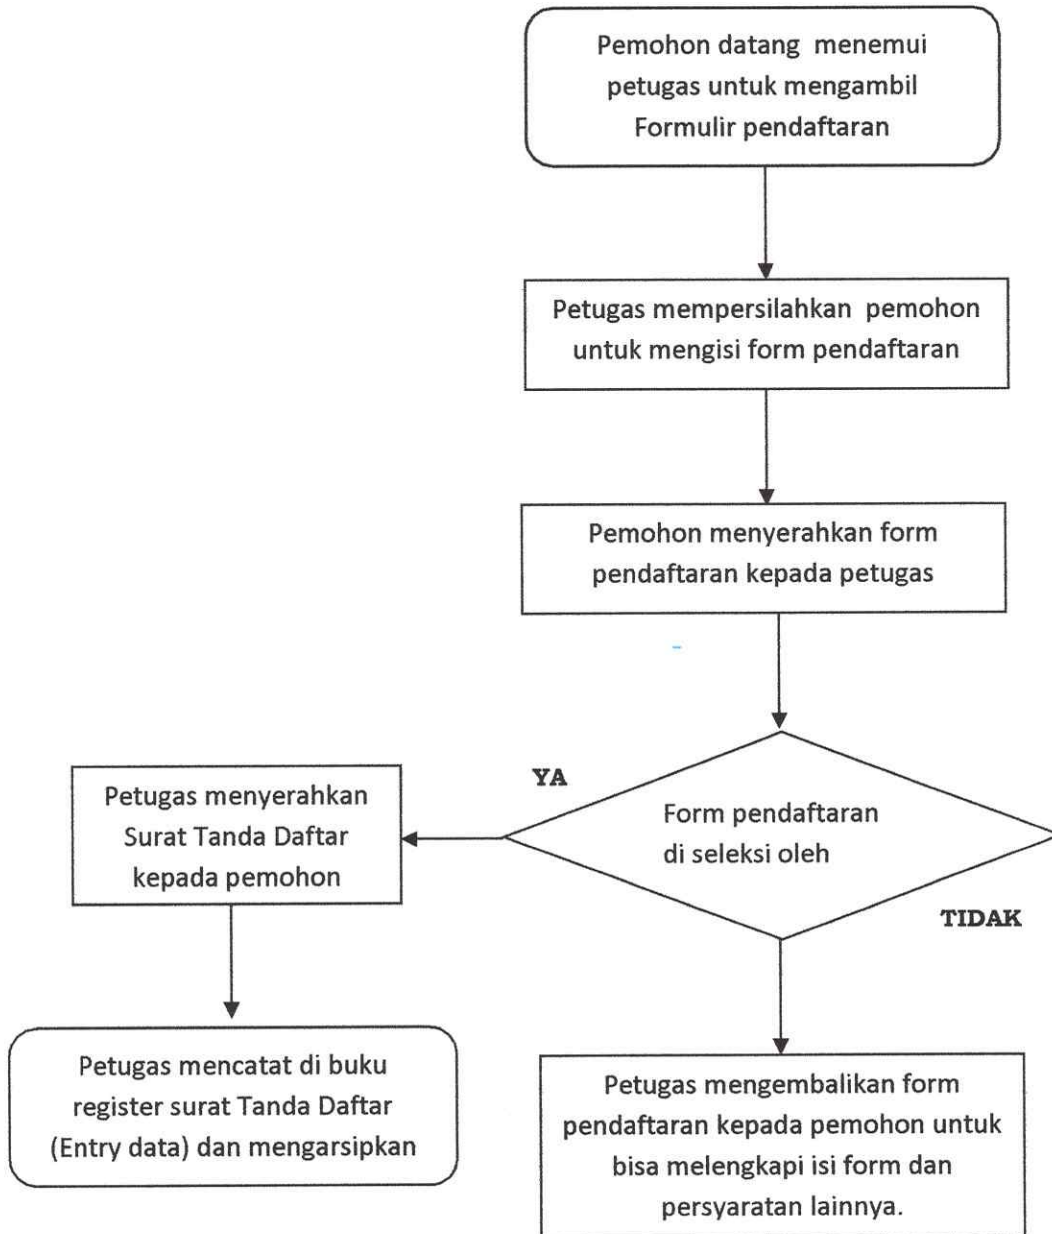 Pemohon datang menemui
petugas untuk mengambil
Formulir pendaftaran
Petugas mempersilahkan pemohon
untuk mengisi form pendaftaran
Pemohon menyerahkan form
pendaftaran kepada petugas
YA
Form pendaftaran
di seleksi oleh
TIDAK
Petugas menyerahkan
Surat Tanda Daftar
kepada pemohon
Petugas mencatat di buku
register surat Tanda Daftar
(Entry data) dan mengarsipkan
Petugas mengembalikan form
pendaftaran kepada pemohon untuk
bisa melengkapi isi form dan
persyaratan lainnya.